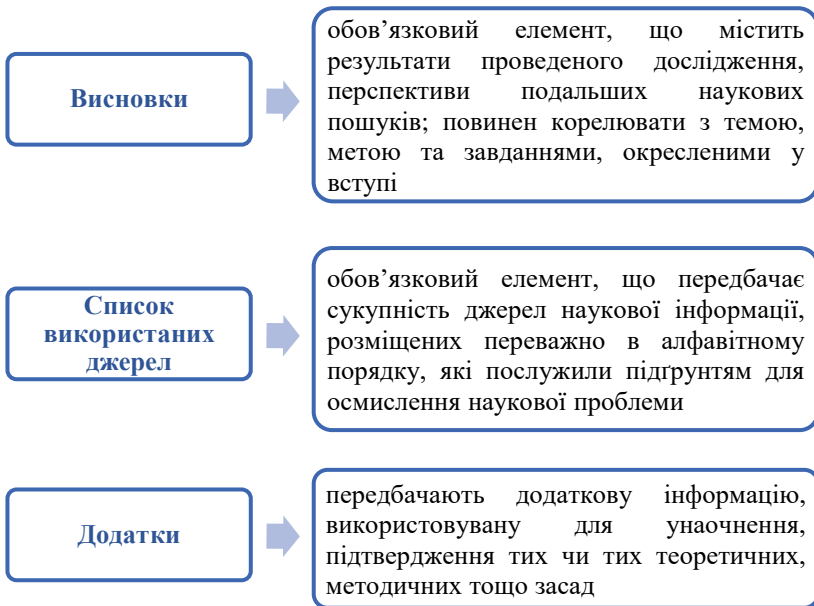 Висновки
обов’язковий елемент, що містить
результати проведеного дослідження,
перспективи подальших наукових
пошуків; повинен корелювати з темою,
метою та завданнями, окресленими у
вступі
Список
використаних
джерел
обов’язковий елемент, що передбачає
сукупність джерел наукової інформації,
розміщених переважно в алфавітному
порядку, які послужили підґрунтям для
осмислення наукової проблеми
Додатки
передбачають додаткову інформацію,
використовувану для унаочнення,
підтвердження тих чи тих теоретичних,
методичних тощо засад